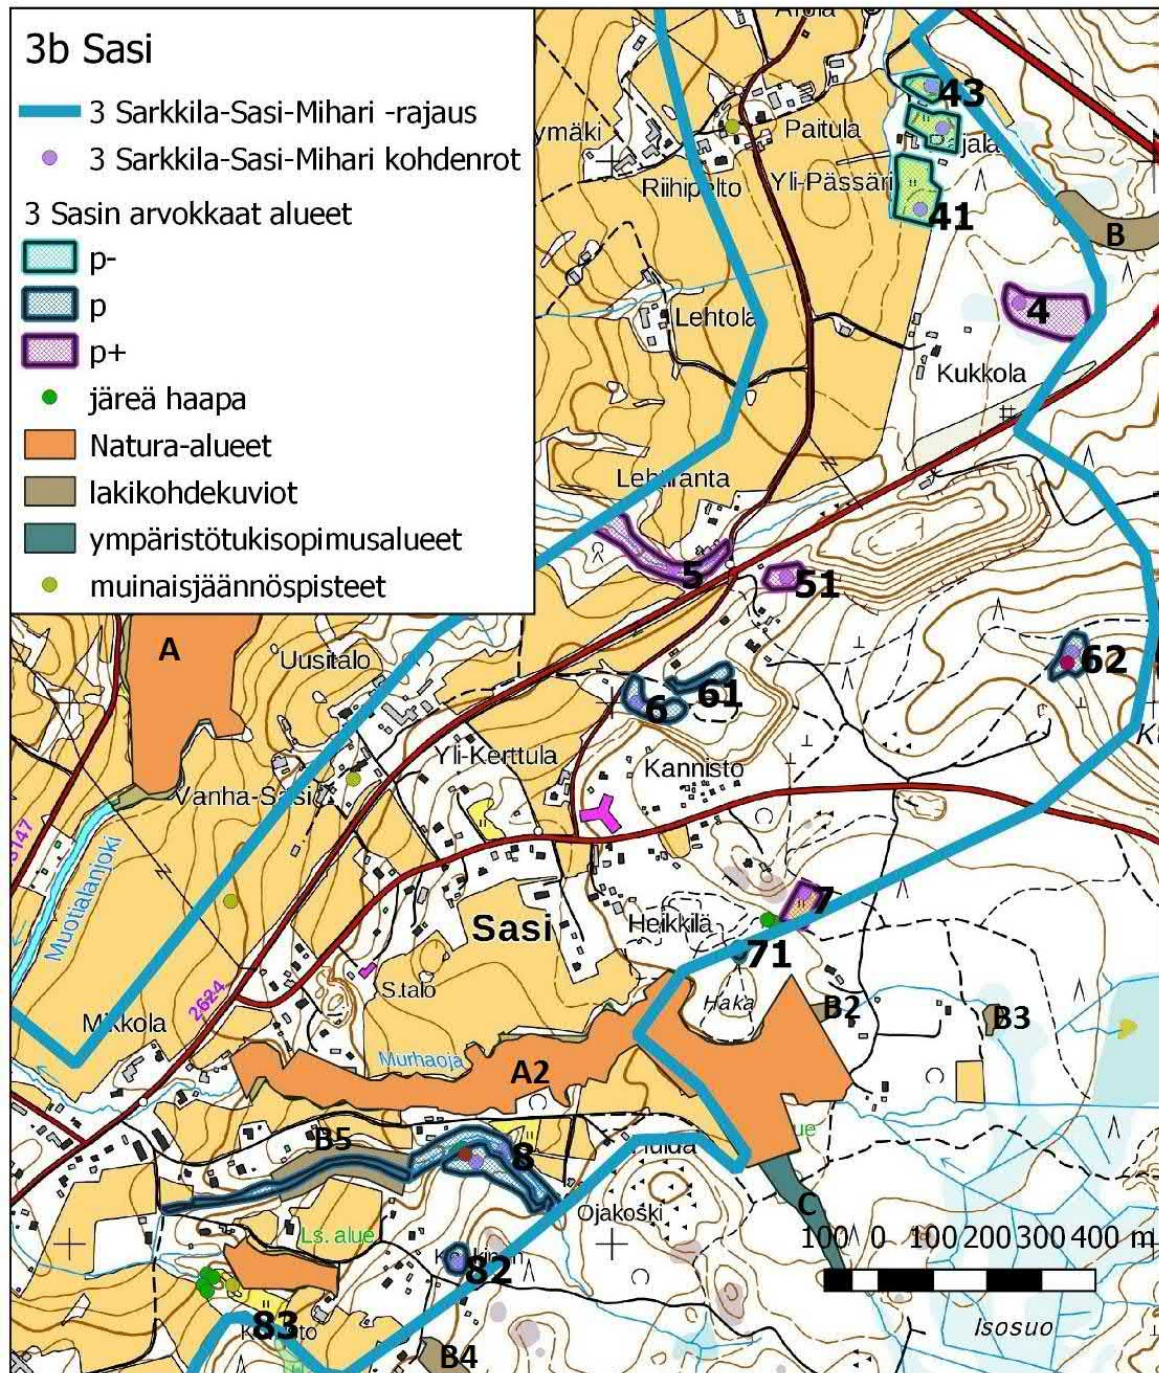 3b Sasi
3 Sarkkila-Sasi-Mihari -rajaus
3 Sarkkila-Sasi-Mihari kohdenrot
3 Sasin arvokkaat alueet
p-
p
p+
järeä haapa
Natura-alueet
lakikohdekuviot
ympäristötukisopimusalueet
muinaisjäännöspisteet
43
Paitula
Riihipelto
Yli-Pässäri
41
B
Lehtola
4
Kukkola
Lehtiranta
5
51
A
Uusitalo
62
61
6
Yli-Kerttula
Kannisto
Vanha-Sasi
Muotialanjoki
7
Sasi
Heikkilä
71
S.talo
Haka
2624
B2
B3
Mikkola
Murhaoja
A2
B5
8
C
Ojakoski
Ls. alue
82
100 0 100 200 300 400 m
83
B4
Isosuo